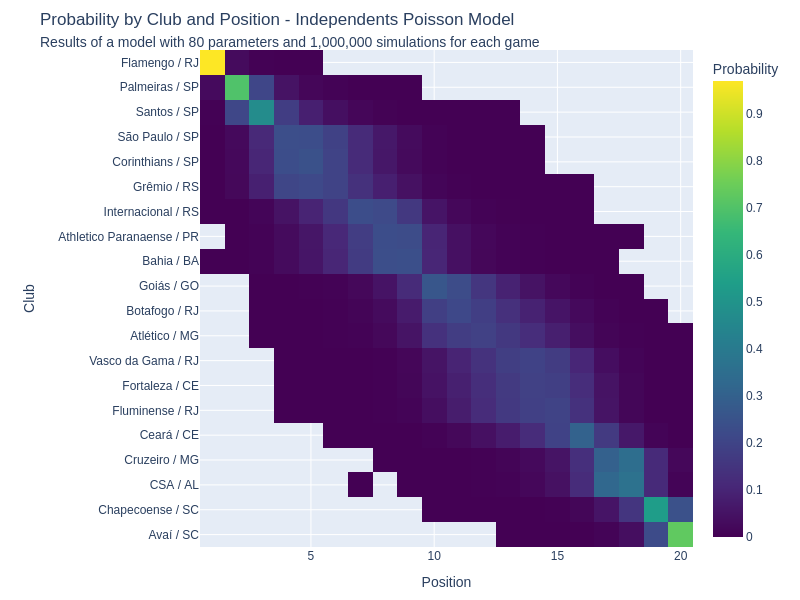 Probability by Club and Position - Independents Poisson Model
Results of a model with 80 parameters and 1,000,000 simulations for each game
Probability
Flamengo / RJ
Palmeiras / SP
Santos / SP
São Paulo / SP
Corinthians / SP
Grêmio / RS
Internacional / RS
Athletico Paranaense / PR
Bahia / BA
Goiás / GO
Botafogo / RJ
Atlético / MG
Vasco da Gama / RJ
Fortaleza / CE
Fluminense / RJ
Ceará / CE
Cruzeiro / MG
CSA / AL
Chapecoense / SC
Avaí / SC
Club
5
10
15
20
Position
0.9
0.8
0.7
0.6
0.5
0.4
0.3
0.2
0.1
0